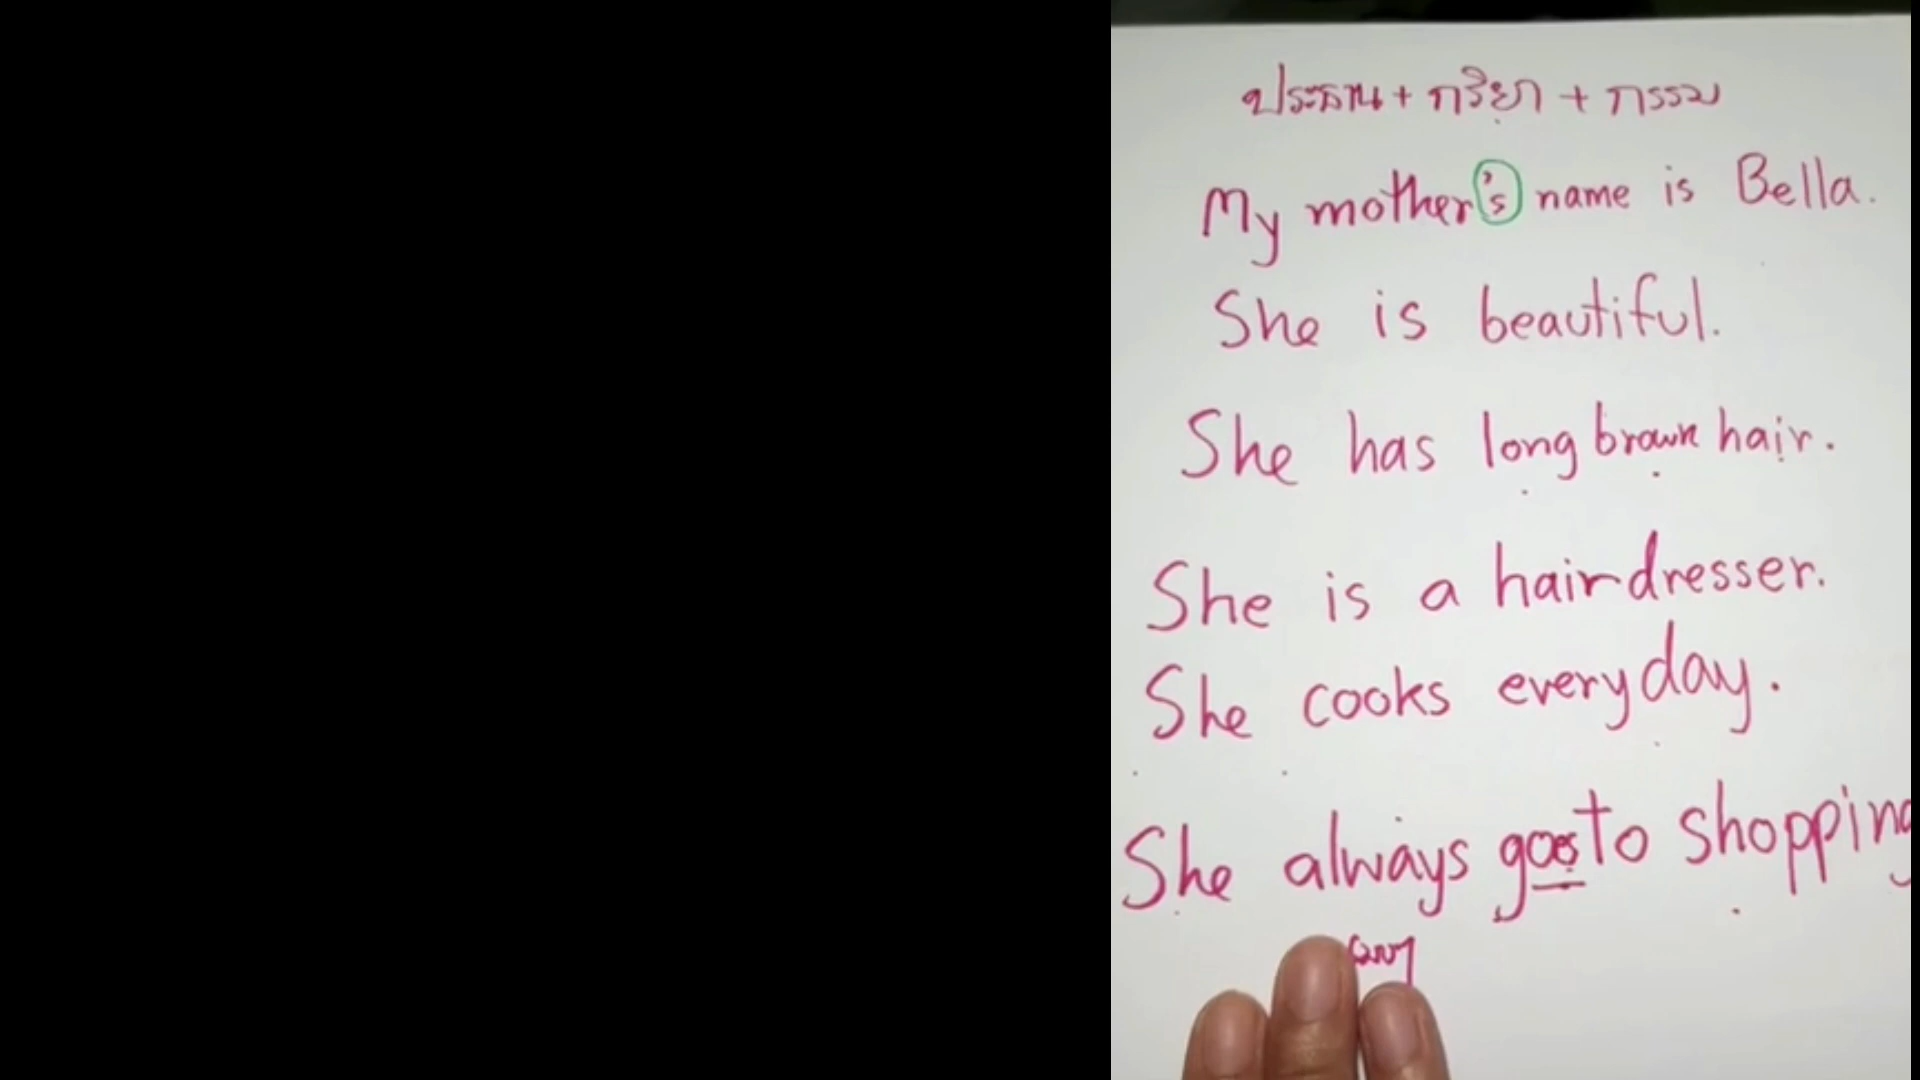 ประธาน + กริยา + กรรม
My mother's name is Bella.
She is beautiful.
She has long brown hair.
She is a hairdresser.
She cooks everyday.
She always goes to shopping